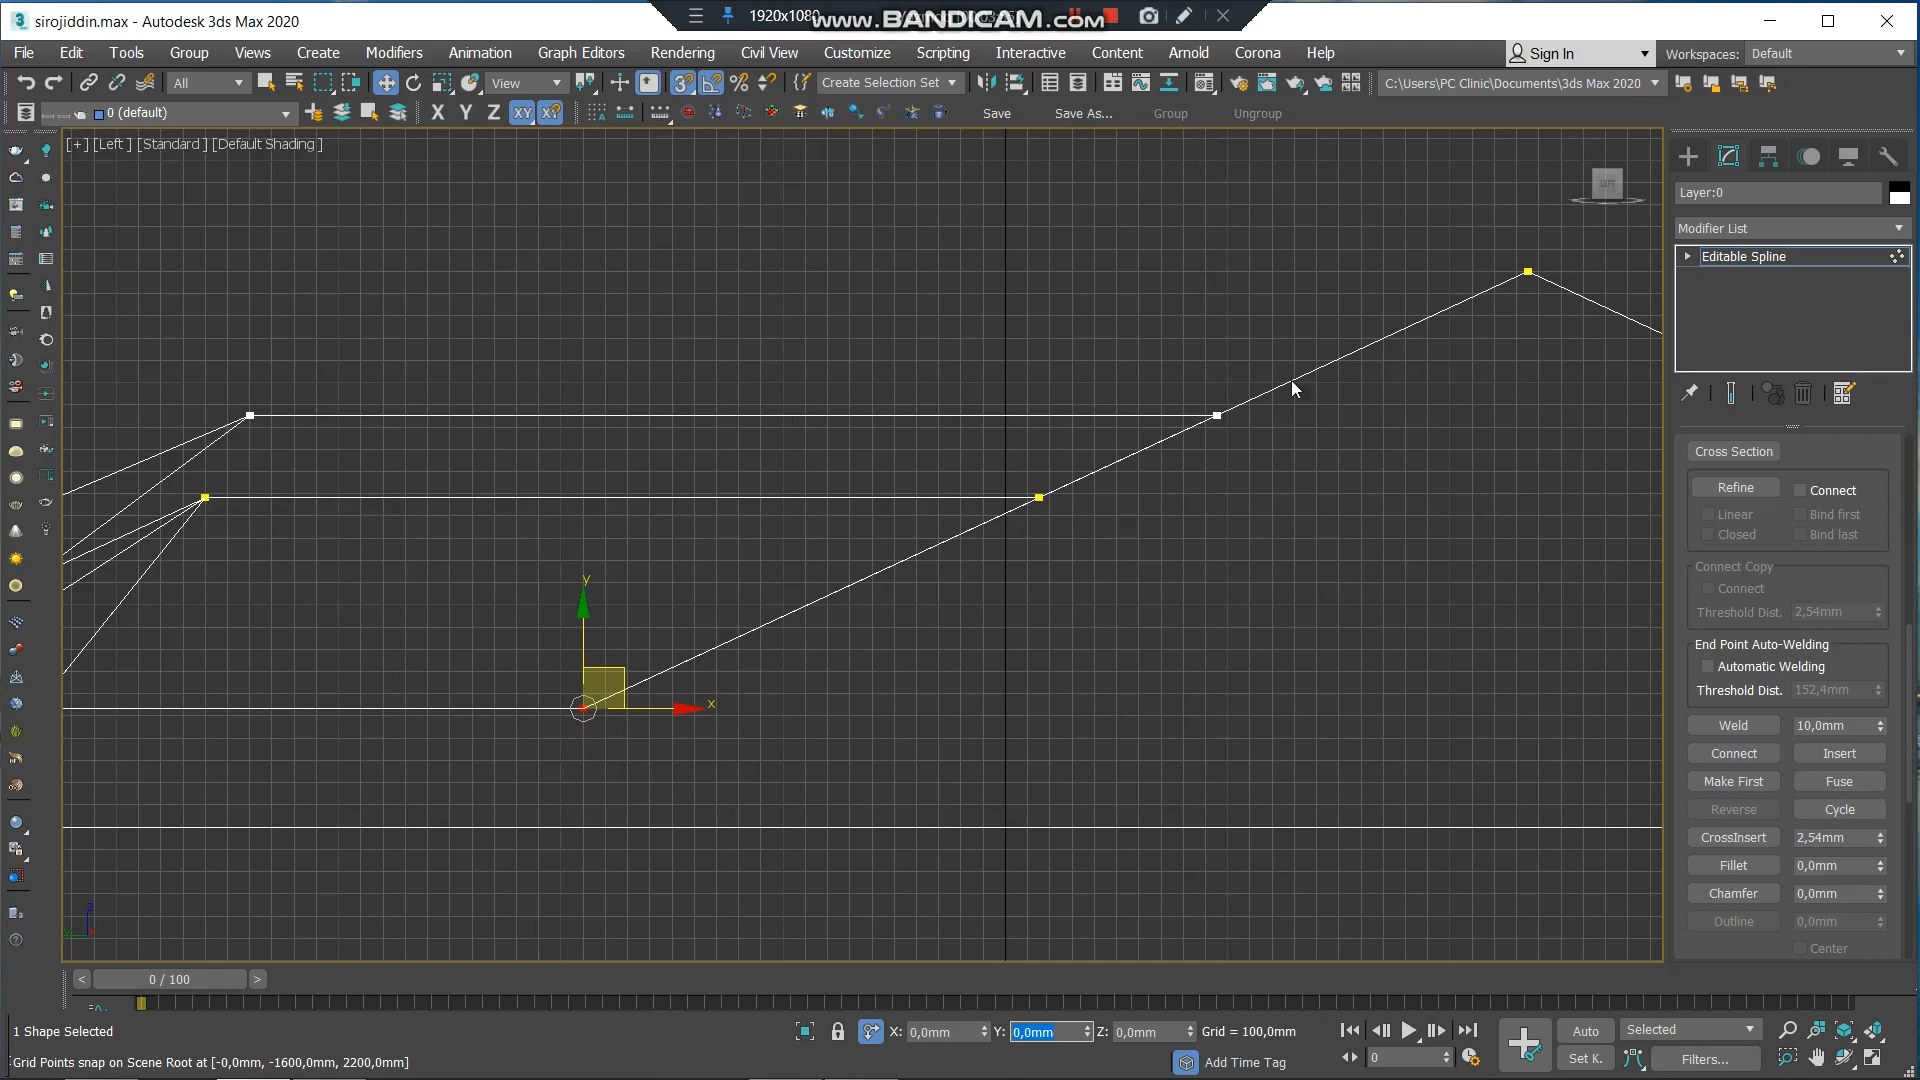 sirojiddin.max - Autodesk 3ds Max 2020
1920x1080
www.BANDICAM.com
File Edit Tools Group Views Create Modifiers Animation Graph Editors Rendering Civil View Customize Scripting Interactive Content Arnold Corona Help
Sign In
Workspaces: Default
All
View
Create Selection Set
C:\Users\PC Clinic\Documents\3ds Max 2020
0 (default)
X Y Z XY
Save Save As... Group Ungroup
[+] [Left ] [Standard ] [Default Shading ]
LEFT
Layer:0
Modifier List
Editable Spline
Cross Section
Refine
Connect
Linear
Bind first
Closed
Bind last
Connect Copy
Connect
Threshold Dist. 2,54mm
End Point Auto-Welding
Automatic Welding
Threshold Dist. 152,4mm
Weld 10,0mm
Connect Insert
Make First Fuse
Reverse Cycle
CrossInsert 2,54mm
Fillet 0,0mm
Chamfer 0,0mm
Outline 0,0mm
Center
y
x
z
< 0 / 100 >
1 Shape Selected
X: 0,0mm Y: 0,0mm Z: 0,0mm Grid = 100,0mm
Auto Selected
Grid Points snap on Scene Root at [-0,0mm, -1600,0mm, 2200,0mm]
Add Time Tag
0
Set K. Filters...